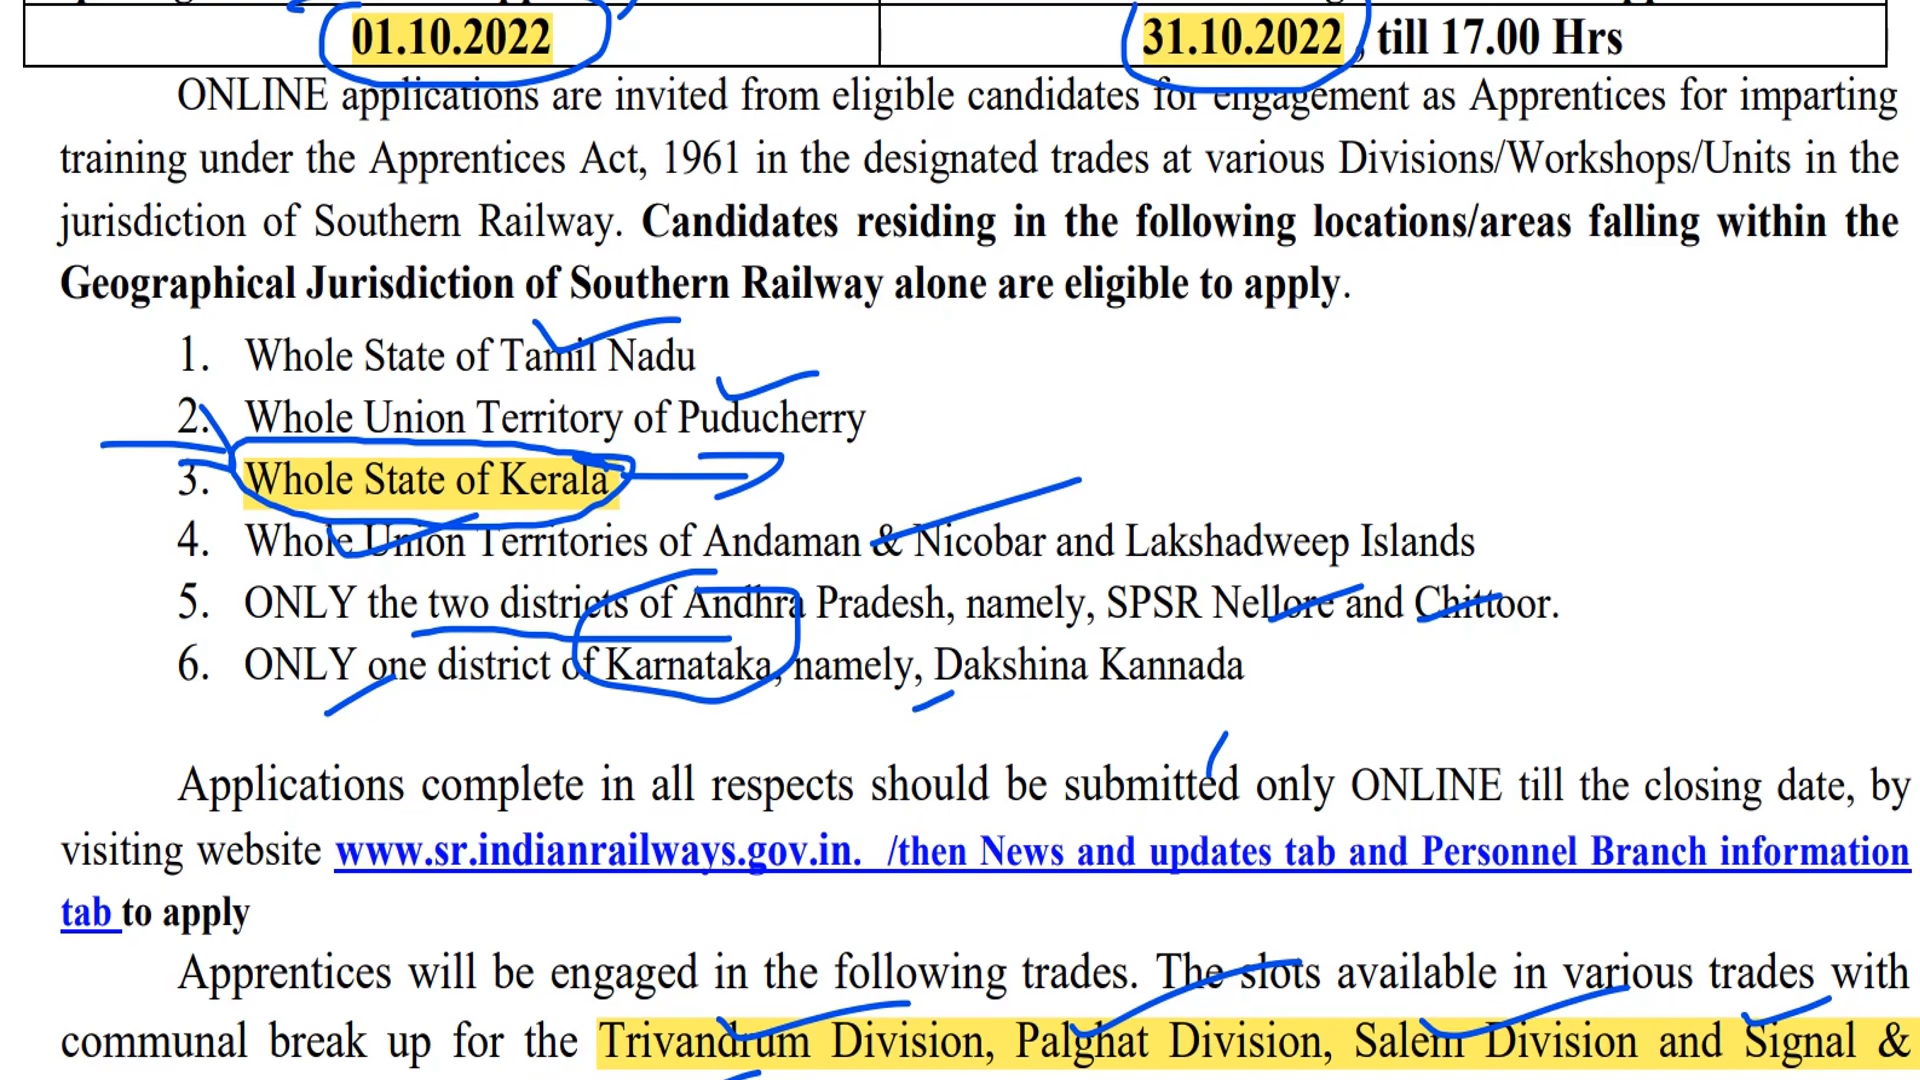 01.10.2022 31.10.2022, till 17.00 Hrs
ONLINE applications are invited from eligible candidates for engagement as Apprentices for imparting
training under the Apprentices Act, 1961 in the designated trades at various Divisions/Workshops/Units in the
jurisdiction of Southern Railway. Candidates residing in the following locations/areas falling within the
Geographical Jurisdiction of Southern Railway alone are eligible to apply.
1. Whole State of Tamil Nadu
2. Whole Union Territory of Puducherry
3. Whole State of Kerala
4. Whole Union Territories of Andaman & Nicobar and Lakshadweep Islands
5. ONLY the two districts of Andhra Pradesh, namely, SPSR Nellore and Chittoor.
6. ONLY one district of Karnataka, namely, Dakshina Kannada
Applications complete in all respects should be submitted only ONLINE till the closing date, by
visiting website www.sr.indianrailways.gov.in. /then News and updates tab and Personnel Branch information
tab to apply
Apprentices will be engaged in the following trades. The slots available in various trades with
communal break up for the Trivandrum Division, Palghat Division, Salem Division and Signal &